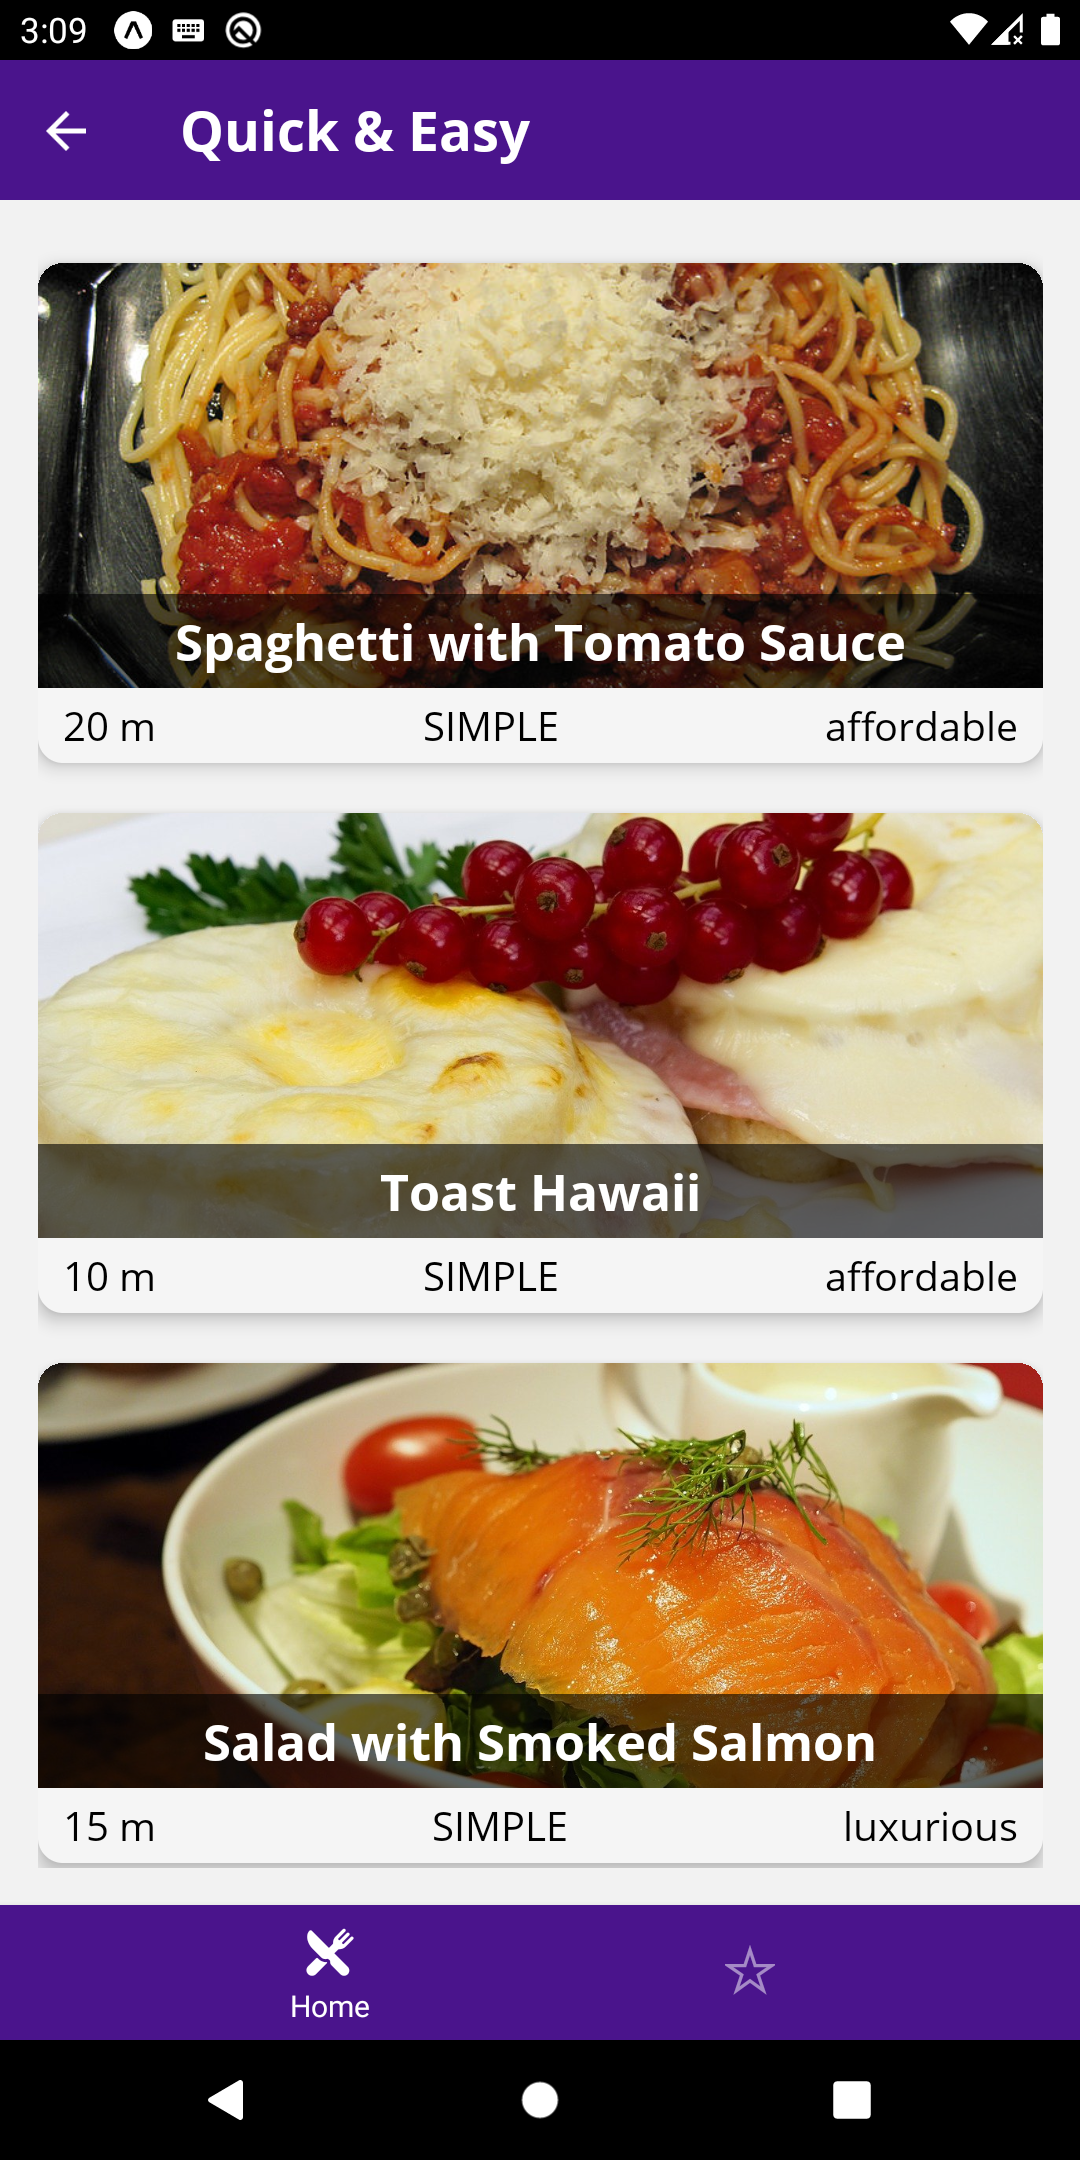 3:09
Quick & Easy
Spaghetti with Tomato Sauce
20 m SIMPLE affordable
Toast Hawaii
10 m SIMPLE affordable
Salad with Smoked Salmon
15 m SIMPLE luxurious
Home